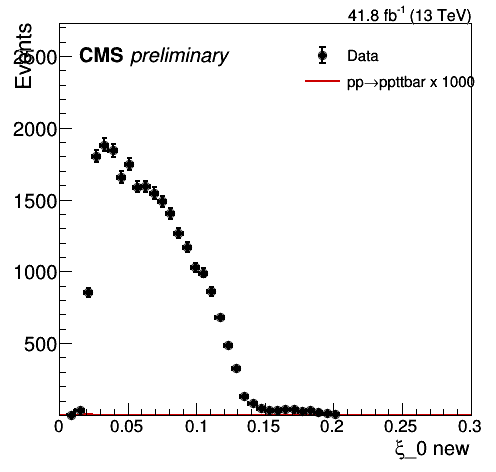 41.8 fb⁻¹ (13 TeV)
Events
CMS preliminary
Data
pp→ppttbar x 1000
2500
2000
1500
1000
500
0 0.05 0.1 0.15 0.2 0.25 0.3
ξ_0 new